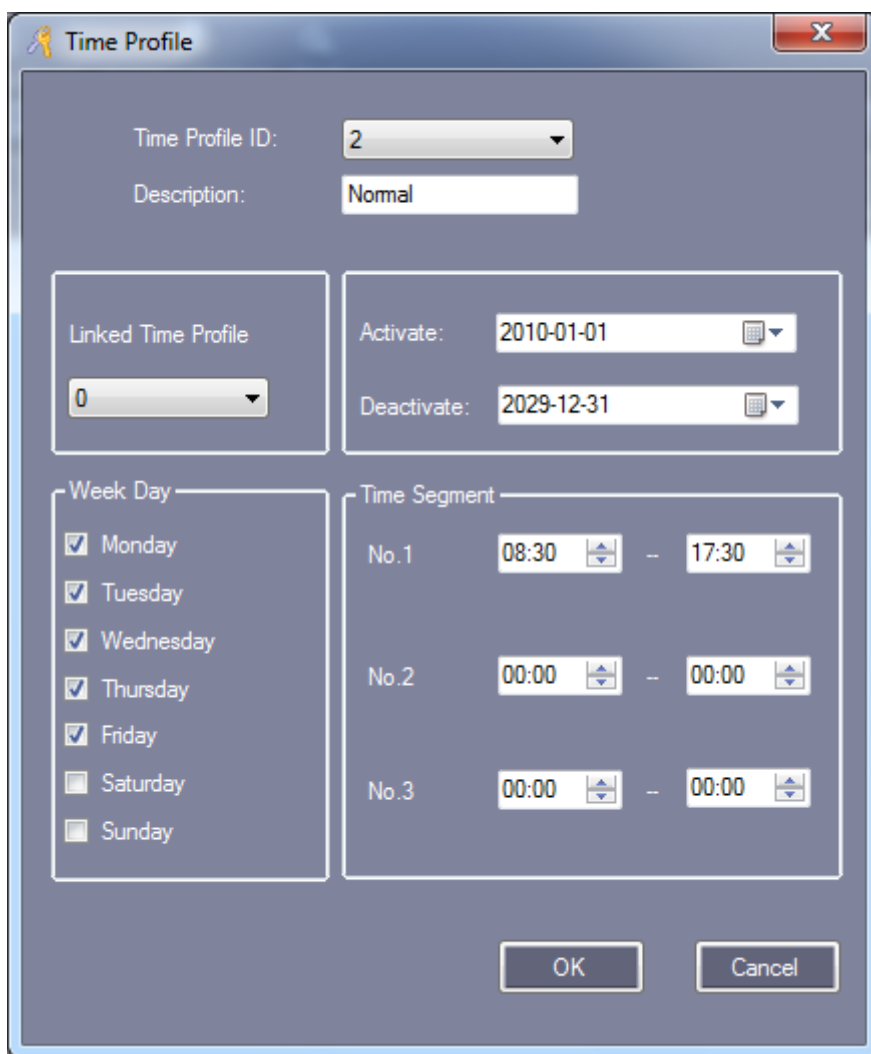 Time Profile
Time Profile ID: 2
Description: Normal
Linked Time Profile
0
Activate: 2010-01-01
Deactivate: 2029-12-31
Week Day
Monday
Tuesday
Wednesday
Thursday
Friday
Saturday
Sunday
Time Segment
No.1 08:30 -- 17:30
No.2 00:00 -- 00:00
No.3 00:00 -- 00:00
OK Cancel